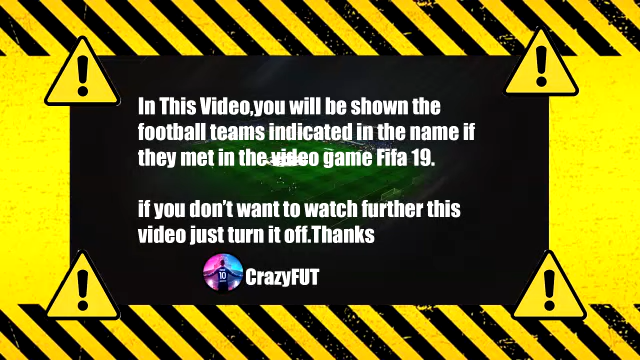 In This Video,you will be shown the
football teams indicated in the name if
they met in the video game Fifa 19.
if you don't want to watch further this
video just turn it off.Thanks
10
CrazyFUT